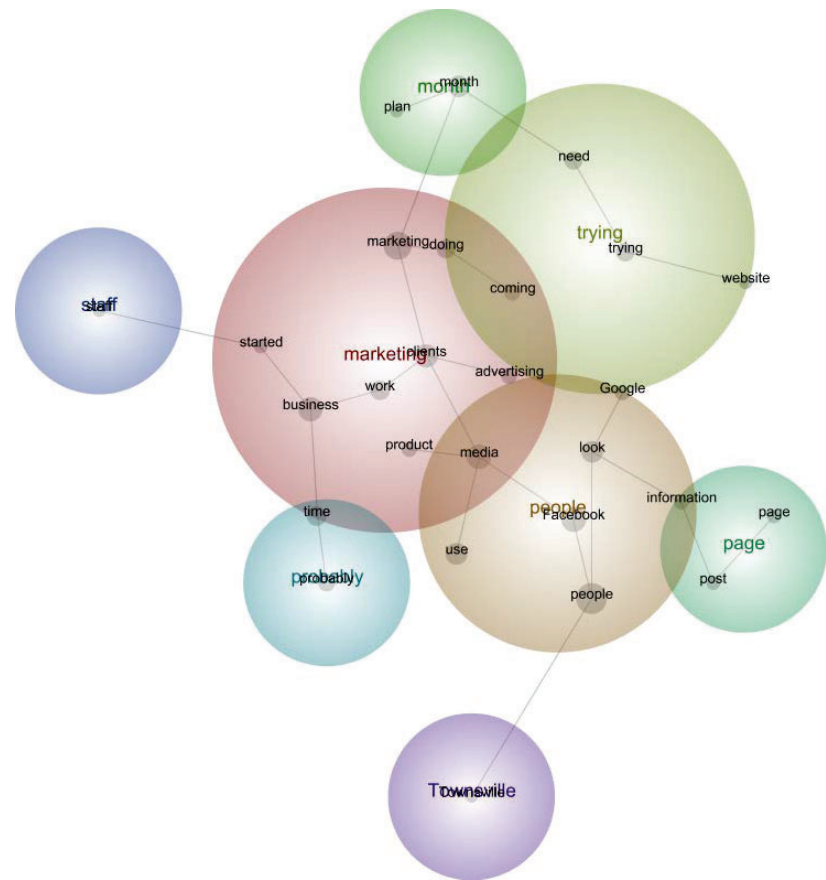 month
month
plan
need
trying
trying
website
marketing
doing
coming
staff
staff
started
marketing
clients
advertising
work
business
Google
product
media
look
information
people
Facebook
page
page
time
use
post
probably
probably
people
Townsville
Townsville